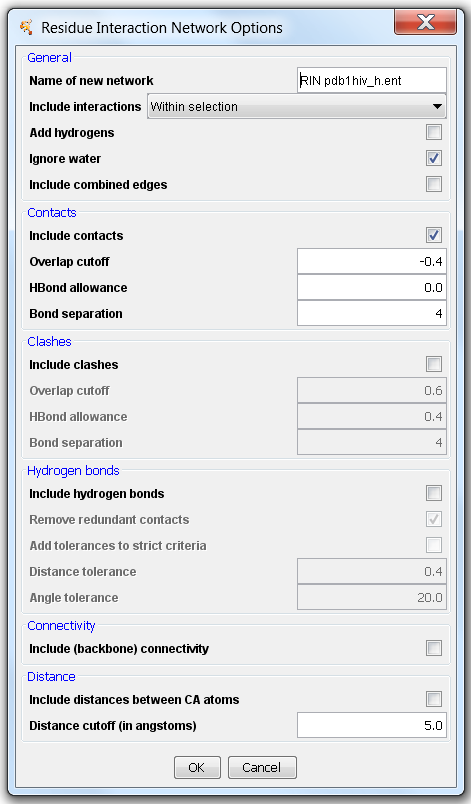 Residue Interaction Network Options
General
Name of new network RIN pdb1hiv_h.ent
Include interactions Within selection
Add hydrogens
Ignore water
Include combined edges
Contacts
Include contacts
Overlap cutoff -0.4
HBond allowance 0.0
Bond separation 4
Clashes
Include clashes
Overlap cutoff 0.6
HBond allowance 0.4
Bond separation 4
Hydrogen bonds
Include hydrogen bonds
Remove redundant contacts
Add tolerances to strict criteria
Distance tolerance 0.4
Angle tolerance 20.0
Connectivity
Include (backbone) connectivity
Distance
Include distances between CA atoms
Distance cutoff (in angstoms) 5.0
OK Cancel